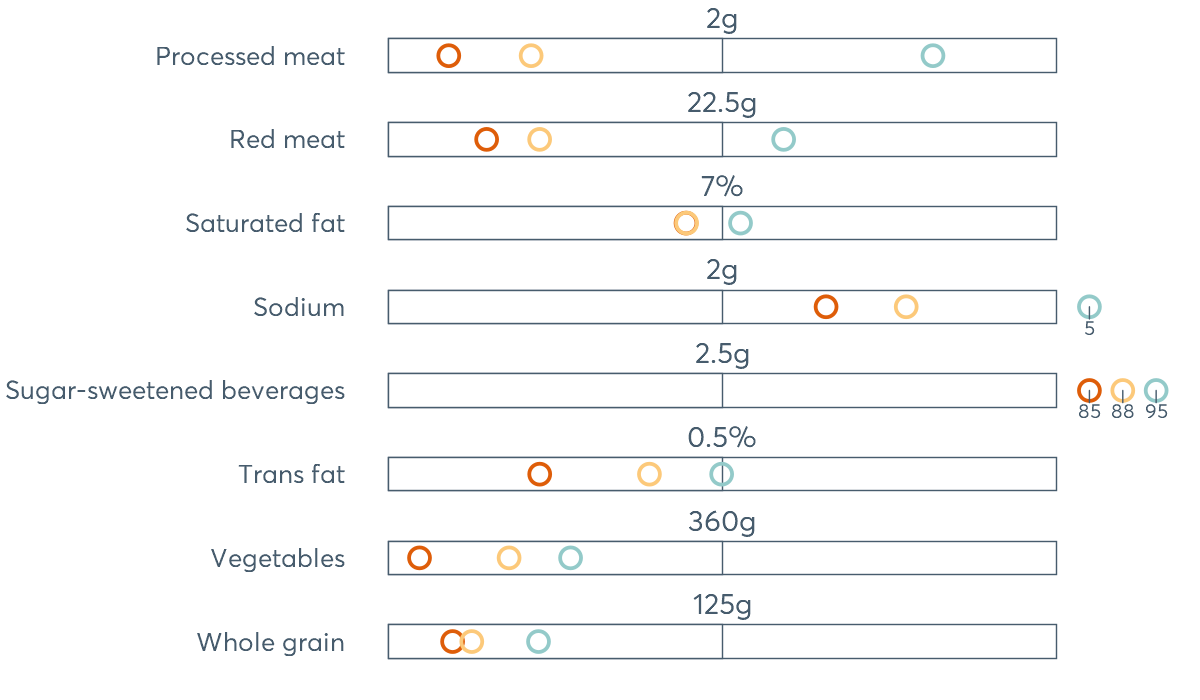 2g
Processed meat
22.5g
Red meat
7%
Saturated fat
2g
Sodium
5
2.5g
Sugar-sweetened beverages
85 88 95
0.5%
Trans fat
360g
Vegetables
125g
Whole grain